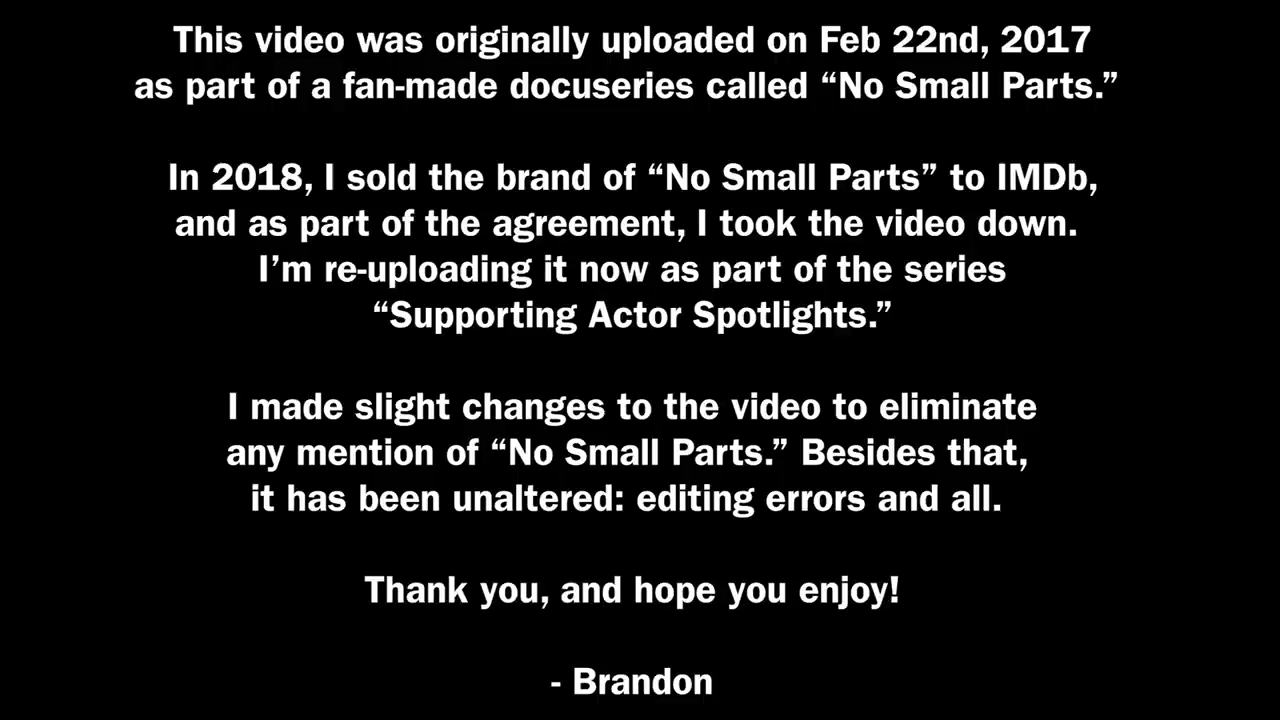 This video was originally uploaded on Feb 22nd, 2017
as part of a fan-made docuseries called “No Small Parts.”
In 2018, I sold the brand of “No Small Parts” to IMDb,
and as part of the agreement, I took the video down.
I’m re-uploading it now as part of the series
“Supporting Actor Spotlights.”
I made slight changes to the video to eliminate
any mention of “No Small Parts.” Besides that,
it has been unaltered: editing errors and all.
Thank you, and hope you enjoy!
- Brandon